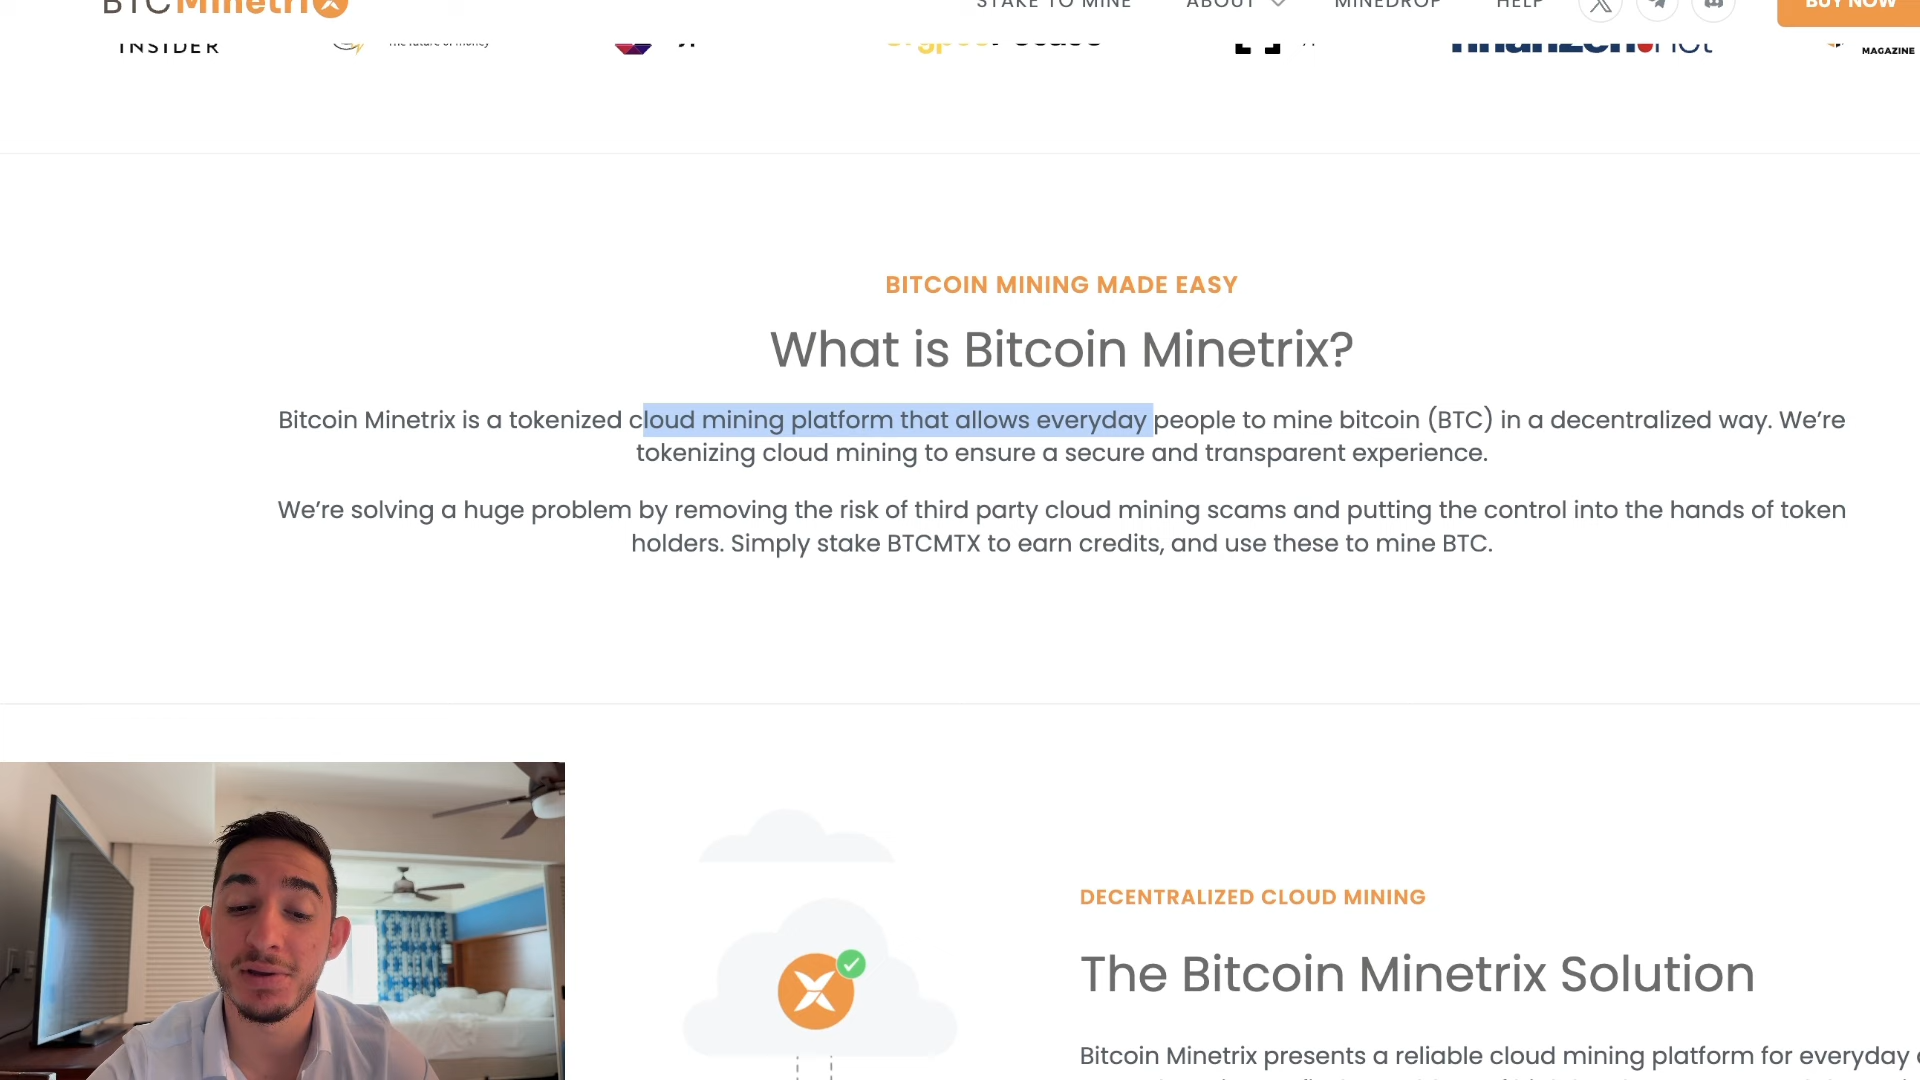 BTCMinetrix
STAKE TO MINE
ABOUT
MINEDROP
HELP
BUY NOW
INSIDER
finanzen.net
MAGAZINE
BITCOIN MINING MADE EASY
What is Bitcoin Minetrix?
Bitcoin Minetrix is a tokenized cloud mining platform that allows everyday people to mine bitcoin (BTC) in a decentralized way. We’re
tokenizing cloud mining to ensure a secure and transparent experience.
We’re solving a huge problem by removing the risk of third party cloud mining scams and putting the control into the hands of token
holders. Simply stake BTCMTX to earn credits, and use these to mine BTC.
DECENTRALIZED CLOUD MINING
The Bitcoin Minetrix Solution
Bitcoin Minetrix presents a reliable cloud mining platform for everyday